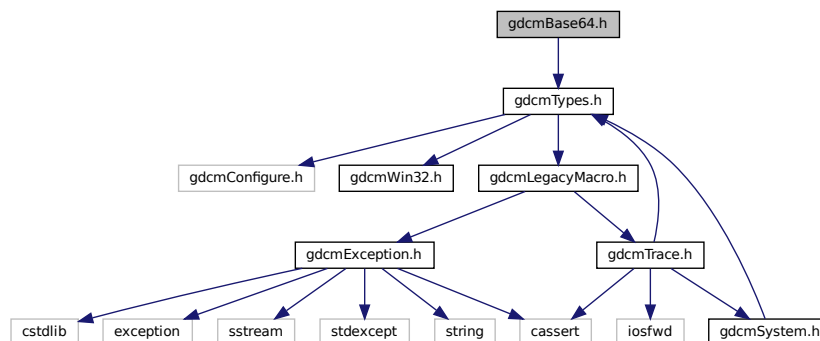 gdcmBase64.h
gdcmTypes.h
gdcmConfigure.h
gdcmWin32.h
gdcmLegacyMacro.h
gdcmException.h
gdcmTrace.h
cstdlib
exception
sstream
stdexcept
string
cassert
iosfwd
gdcmSystem.h